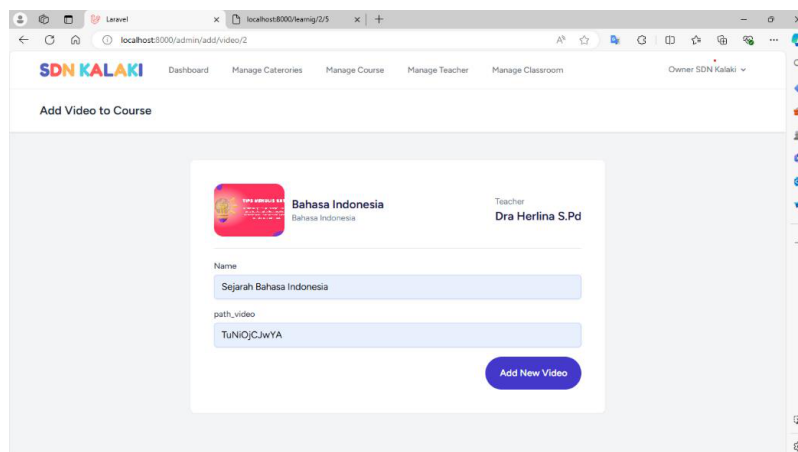 Laravel
localhost:8000/learnig/2/5
localhost:8000/admin/add/video/2
SDN KALAKI
Dashboard
Manage Caterories
Manage Course
Manage Teacher
Manage Classroom
Owner SDN Kalaki
Add Video to Course
Bahasa Indonesia
Bahasa Indonesia
Teacher
Dra Herlina S.Pd
Name
Sejarah Bahasa Indonesia
path_video
TuNiOjCJwYA
Add New Video